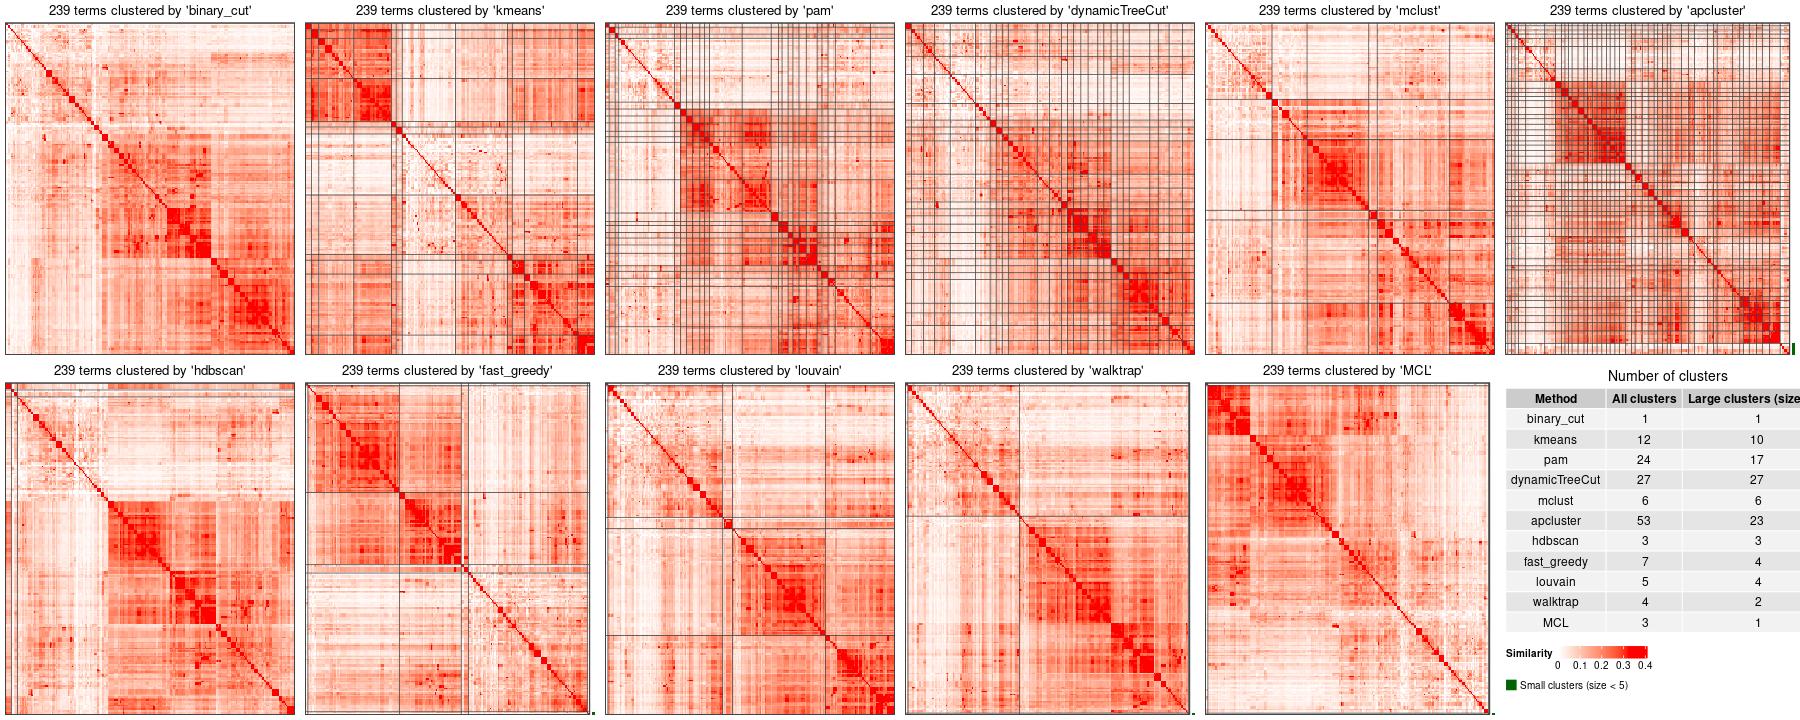 239 terms clustered by 'binary_cut'
239 terms clustered by 'kmeans'
239 terms clustered by 'pam'
239 terms clustered by 'dynamicTreeCut'
239 terms clustered by 'mclust'
239 terms clustered by 'apcluster'
239 terms clustered by 'hdbscan'
239 terms clustered by 'fast_greedy'
239 terms clustered by 'louvain'
239 terms clustered by 'walktrap'
239 terms clustered by 'MCL'
Number of clusters
Method All clusters Large clusters (size
binary_cut 1 1
kmeans 12 10
pam 24 17
dynamicTreeCut 27 27
mclust 6 6
apcluster 53 23
hdbscan 3 3
fast_greedy 7 4
louvain 5 4
walktrap 4 2
MCL 3 1
Similarity
0 0.1 0.2 0.3 0.4
Small clusters (size < 5)